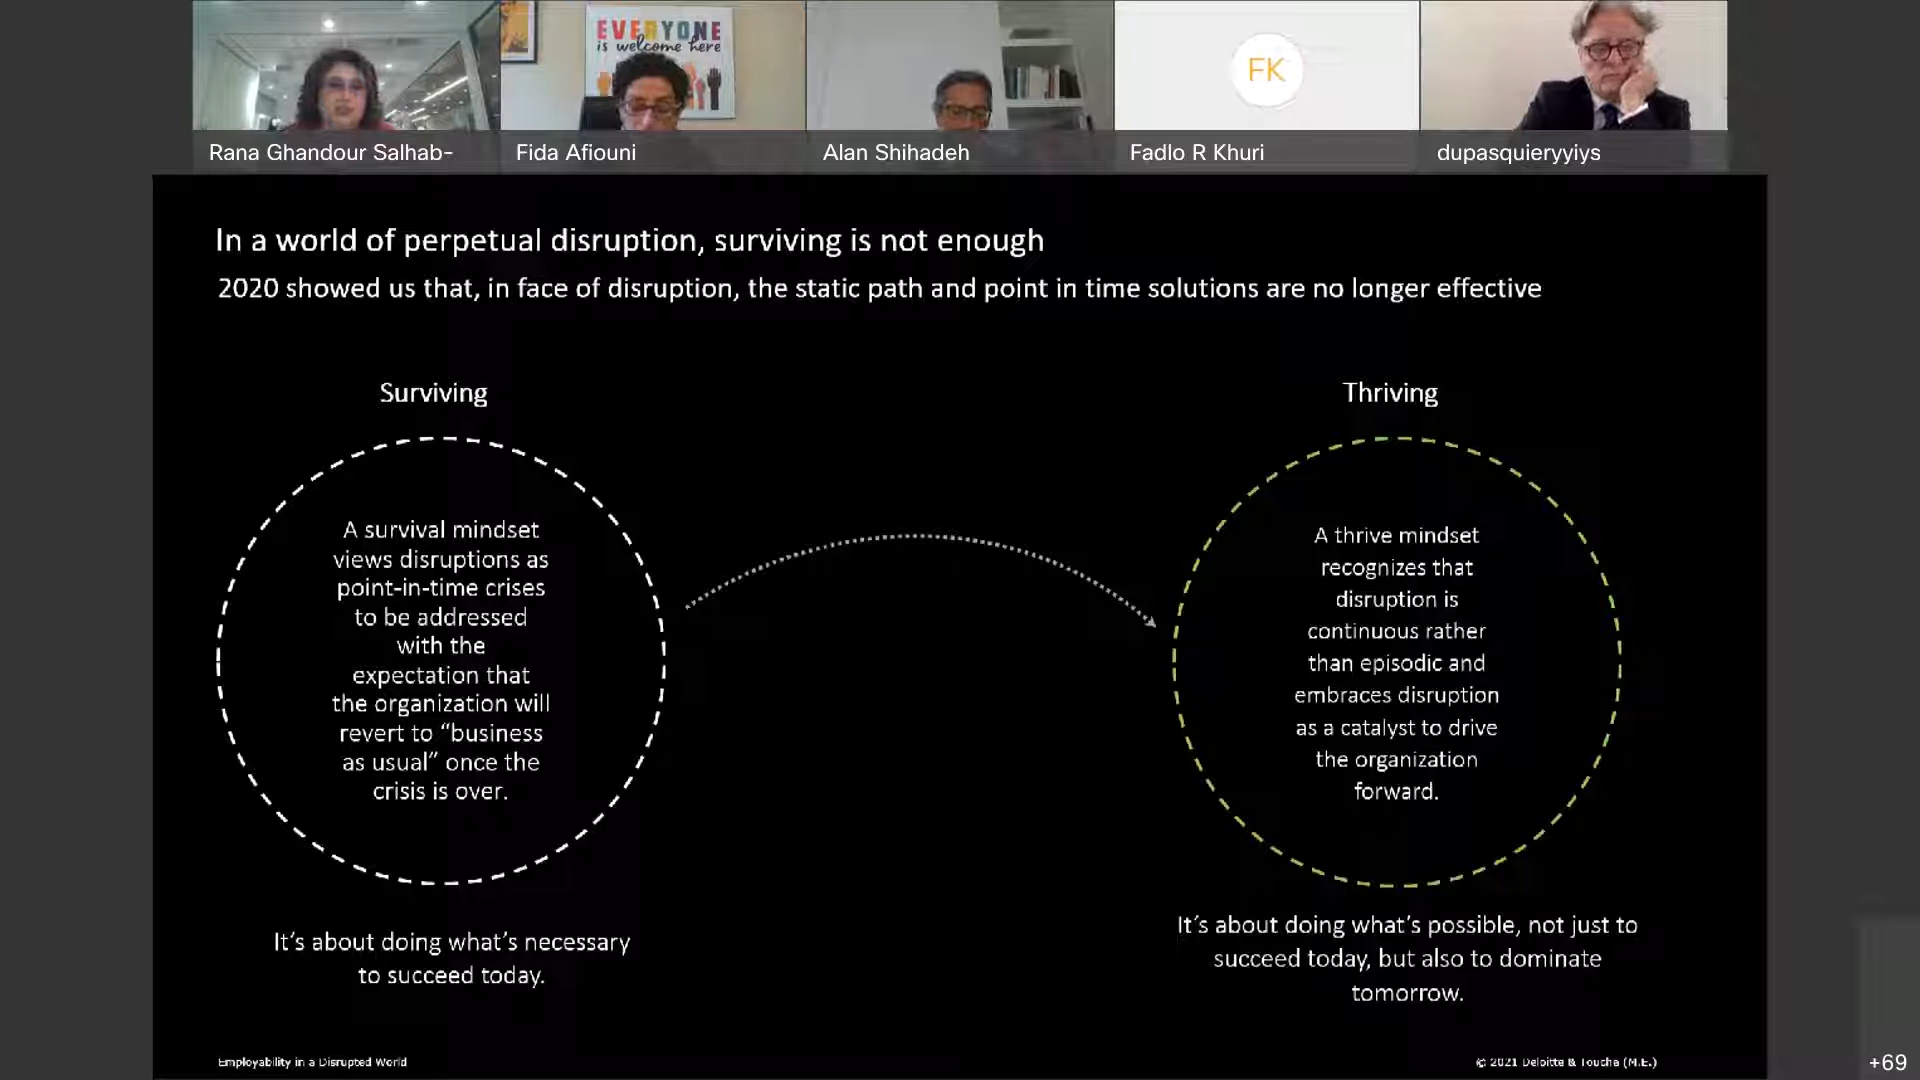 EVERYONE
is welcome here
FK
Rana Ghandour Salhab-
Fida Afiouni
Alan Shihadeh
Fadlo R Khuri
dupasquieryyiys
In a world of perpetual disruption, surviving is not enough
2020 showed us that, in face of disruption, the static path and point in time solutions are no longer effective
Surviving
A survival mindset
views disruptions as
point-in-time crises
to be addressed
with the
expectation that
the organization will
revert to “business
as usual” once the
crisis is over.
It’s about doing what’s necessary
to succeed today.
Thriving
A thrive mindset
recognizes that
disruption is
continuous rather
than episodic and
embraces disruption
as a catalyst to drive
the organization
forward.
It’s about doing what’s possible, not just to
succeed today, but also to dominate
tomorrow.
Employability in a Disrupted World
© 2021 Deloitte & Touche (M.E.)
+69